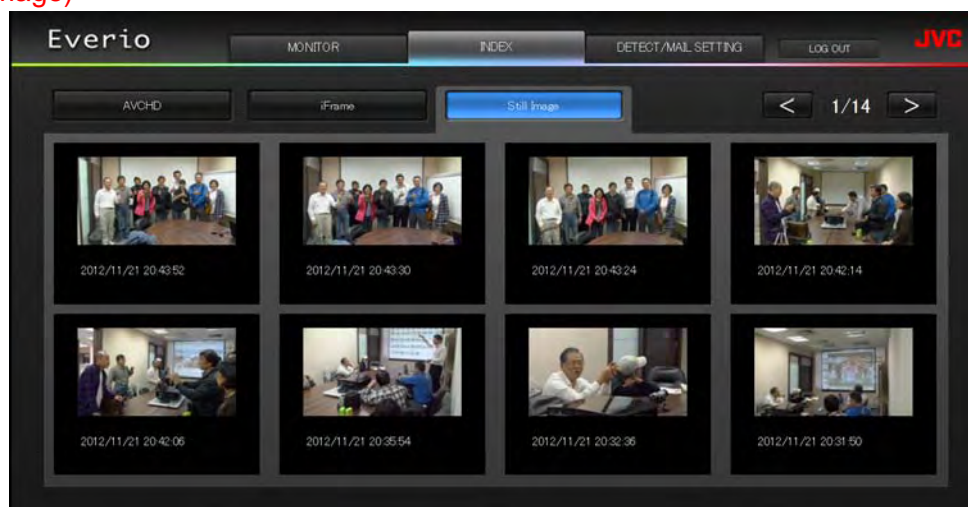 mage)
Everio MONITOR INDEX DETECT/MAIL SETTING LOG OUT JVC
AVCHD iFrame Still Image < 1/14 >
2012/11/21 20:43:52 2012/11/21 20:43:30 2012/11/21 20:43:24 2012/11/21 20:42:14
2012/11/21 20:42:06 2012/11/21 20:35:54 2012/11/21 20:32:36 2012/11/21 20:31:50